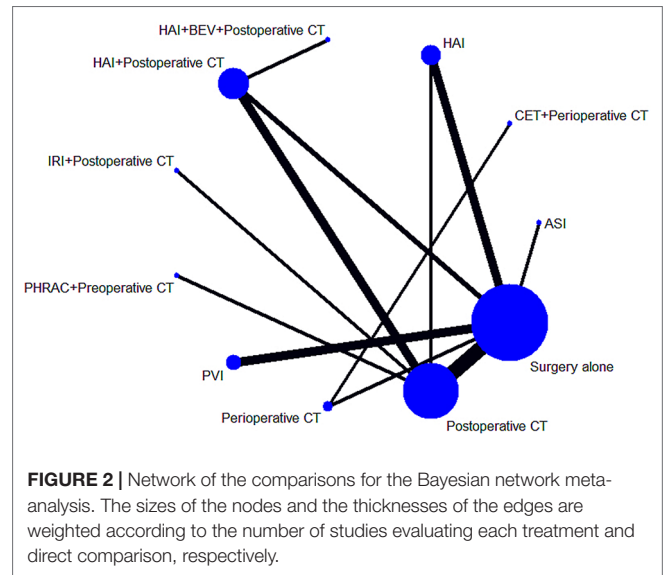 HAI+BEV+Postoperative CT
HAI
HAI+Postoperative CT
CET+Perioperative CT
IRI+Postoperative CT
ASI
PHRAC+Preoperative CT
Surgery alone
PVI
Perioperative CT
Postoperative CT
FIGURE 2 | Network of the comparisons for the Bayesian network meta-
analysis. The sizes of the nodes and the thicknesses of the edges are
weighted according to the number of studies evaluating each treatment and
direct comparison, respectively.